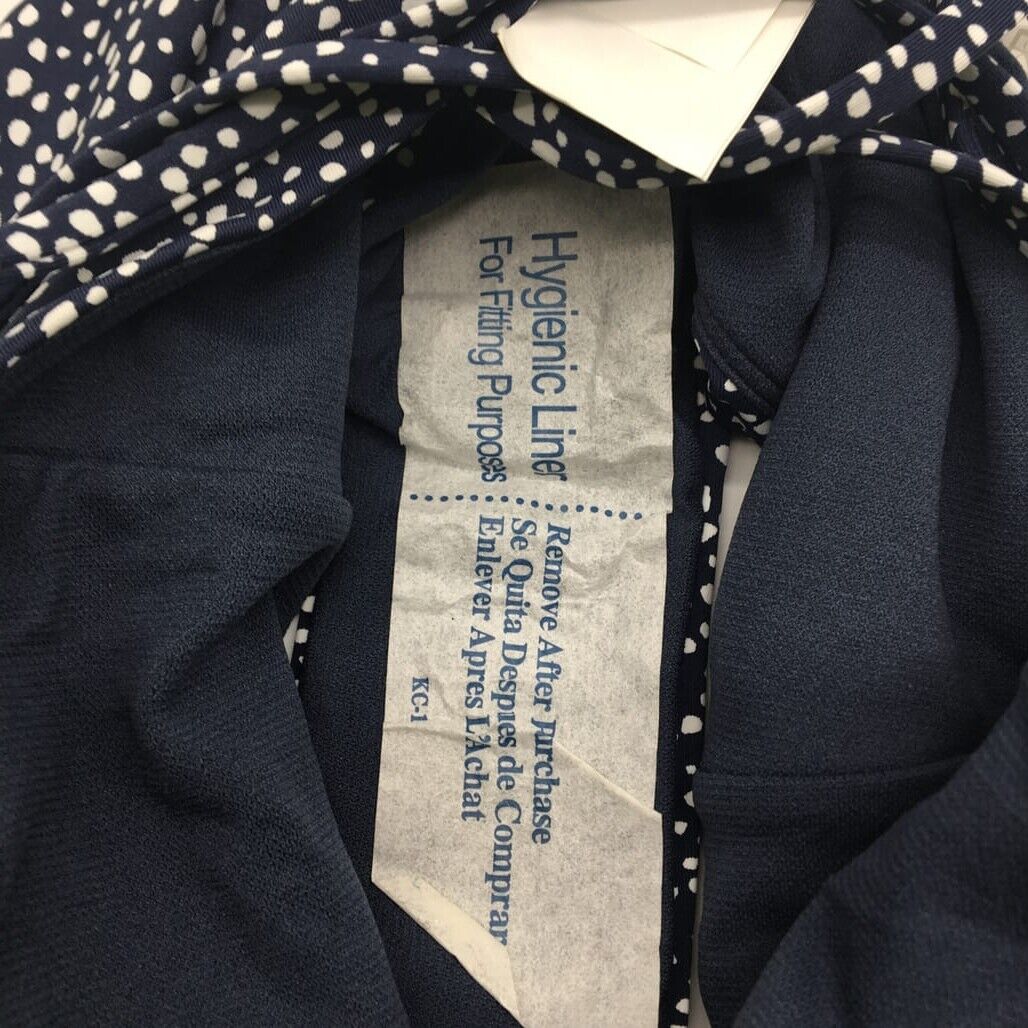 Hygienic Liner
For Fitting Purposes
Remove After Purchase
Se Quita Despues de Comprar
Enlever Apres L'Achat
KC-1